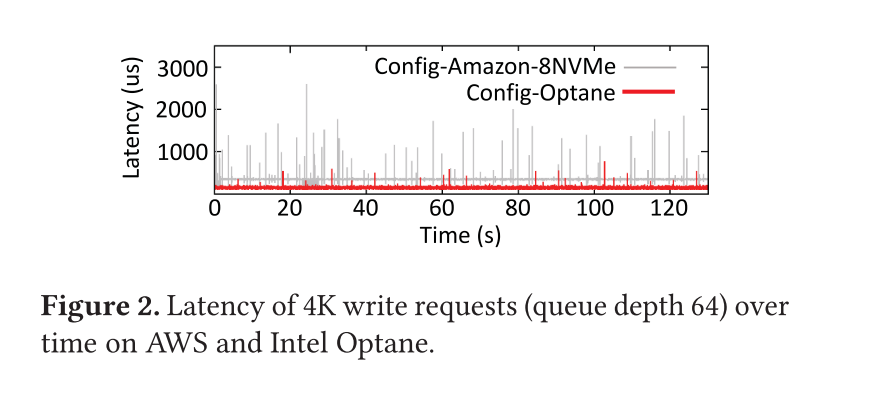 Latency (us)
3000
2000
1000
Config-Amazon-8NVMe
Config-Optane
0 20 40 60 80 100 120
Time (s)
Figure 2. Latency of 4K write requests (queue depth 64) over
time on AWS and Intel Optane.